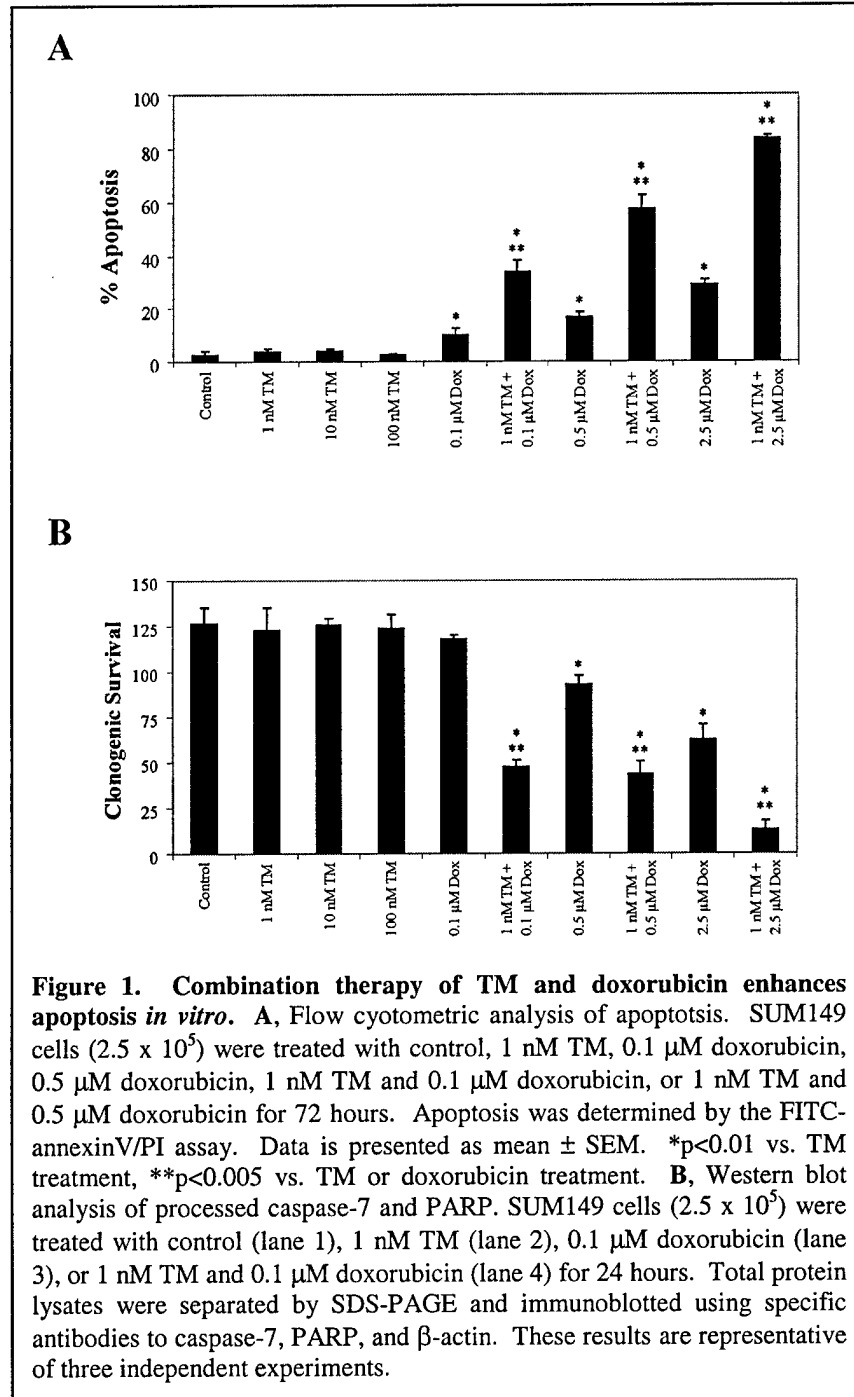 A
100
80
60
40
20
0
% Apoptosis
*
*
**
*
*
**
*
*
**
Control
1 nM TM
10 nM TM
100 nM TM
0.1 µM Dox
1 nM TM +
0.1 µM Dox
0.5 µM Dox
1 nM TM +
0.5 µM Dox
2.5 µM Dox
1 nM TM +
2.5 µM Dox
B
150
125
100
75
50
25
0
Clonogenic Survival
*
**
*
*
**
*
*
**
Control
1 nM TM
10 nM TM
100 nM TM
0.1 µM Dox
1 nM TM +
0.1 µM Dox
0.5 µM Dox
1 nM TM +
0.5 µM Dox
2.5 µM Dox
1 nM TM +
2.5 µM Dox
Figure 1. Combination therapy of TM and doxorubicin enhances
apoptosis in vitro. A, Flow cyotometric analysis of apoptotsis. SUM149
cells (2.5 x 10⁵) were treated with control, 1 nM TM, 0.1 µM doxorubicin,
0.5 µM doxorubicin, 1 nM TM and 0.1 µM doxorubicin, or 1 nM TM and
0.5 µM doxorubicin for 72 hours. Apoptosis was determined by the FITC-
annexinV/PI assay. Data is presented as mean ± SEM. *p<0.01 vs. TM
treatment, **p<0.005 vs. TM or doxorubicin treatment. B, Western blot
analysis of processed caspase-7 and PARP. SUM149 cells (2.5 x 10⁵) were
treated with control (lane 1), 1 nM TM (lane 2), 0.1 µM doxorubicin (lane
3), or 1 nM TM and 0.1 µM doxorubicin (lane 4) for 24 hours. Total protein
lysates were separated by SDS-PAGE and immunoblotted using specific
antibodies to caspase-7, PARP, and β-actin. These results are representative
of three independent experiments.